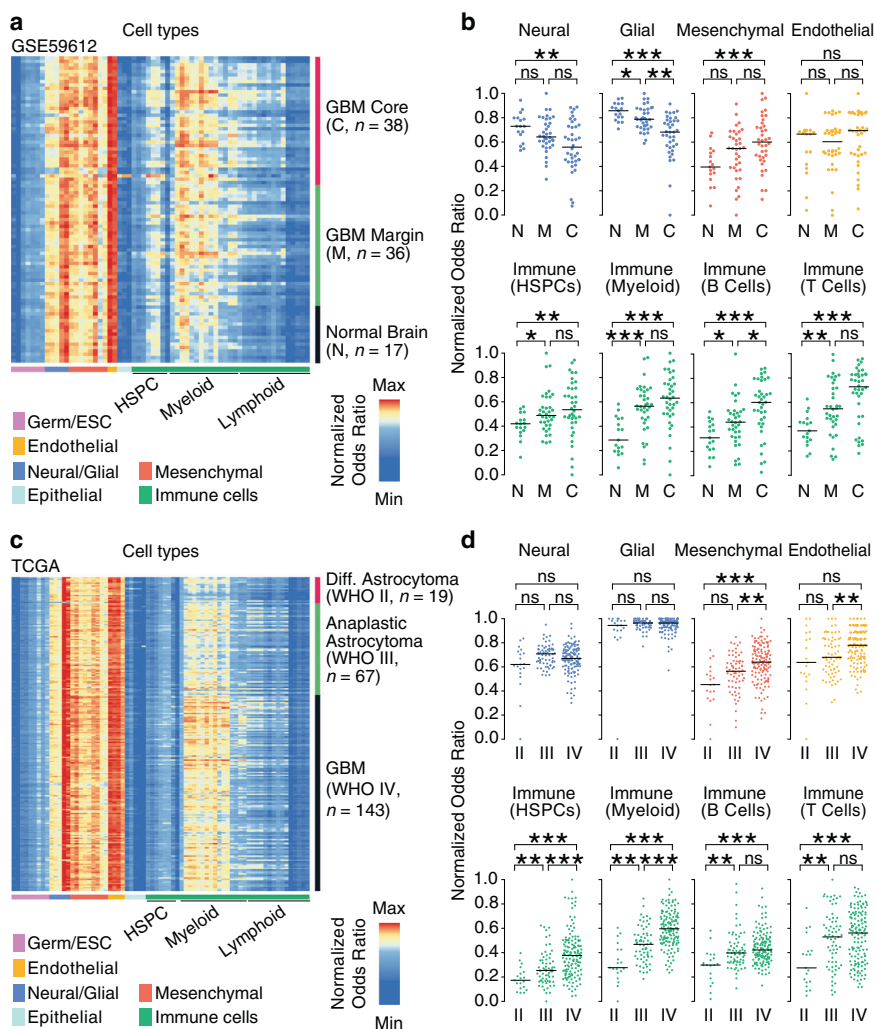 a
Cell types
GSE59612
GBM Core
(C, n = 38)
GBM Margin
(M, n = 36)
Normal Brain
(N, n = 17)
HSPC
Myeloid
Lymphoid
Germ/ESC
Endothelial
Neural/Glial
Mesenchymal
Epithelial
Immune cells
Normalized
Odds Ratio
Max
Min
b
Neural
Glial
Mesenchymal
Endothelial
**
ns ns
***
* **
***
ns ns
ns
ns ns
Normalized Odds Ratio
1.0
0.8
0.6
0.4
0.2
0.0
N M C
N M C
N M C
N M C
Immune
(HSPCs)
Immune
(Myeloid)
Immune
(B Cells)
Immune
(T Cells)
**
* ns
***
*** ns
***
* *
***
** ns
1.0
0.8
0.6
0.4
0.2
0.0
N M C
N M C
N M C
N M C
c
Cell types
TCGA
Diff. Astrocytoma
(WHO II, n = 19)
Anaplastic
Astrocytoma
(WHO III,
n = 67)
GBM
(WHO IV,
n = 143)
HSPC
Myeloid
Lymphoid
Germ/ESC
Endothelial
Neural/Glial
Mesenchymal
Epithelial
Immune cells
Normalized
Odds Ratio
Max
Min
d
Neural
Glial
Mesenchymal
Endothelial
ns
ns ns
ns
ns ns
***
ns **
ns
ns **
Normalized Odds Ratio
1.0
0.8
0.6
0.4
0.2
0.0
II III IV
II III IV
II III IV
II III IV
Immune
(HSPCs)
Immune
(Myeloid)
Immune
(B Cells)
Immune
(T Cells)
***
** ***
***
** ***
***
** ns
***
** ns
1.0
0.8
0.6
0.4
0.2
0.0
II III IV
II III IV
II III IV
II III IV